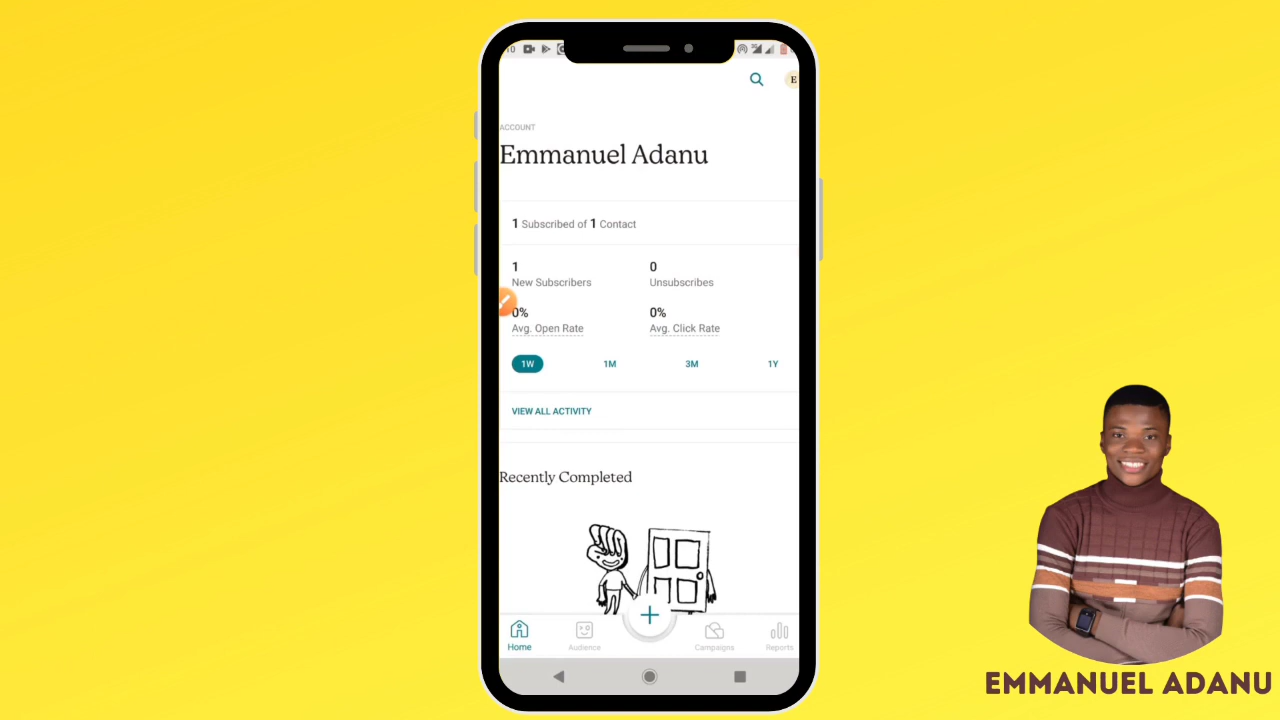 10
E
ACCOUNT
Emmanuel Adanu
1 Subscribed of 1 Contact
1
New Subscribers
0
Unsubscribes
0%
Avg. Open Rate
0%
Avg. Click Rate
1W 1M 3M 1Y
VIEW ALL ACTIVITY
Recently Completed
Home Audience Campaigns Reports
EMMANUEL ADANU